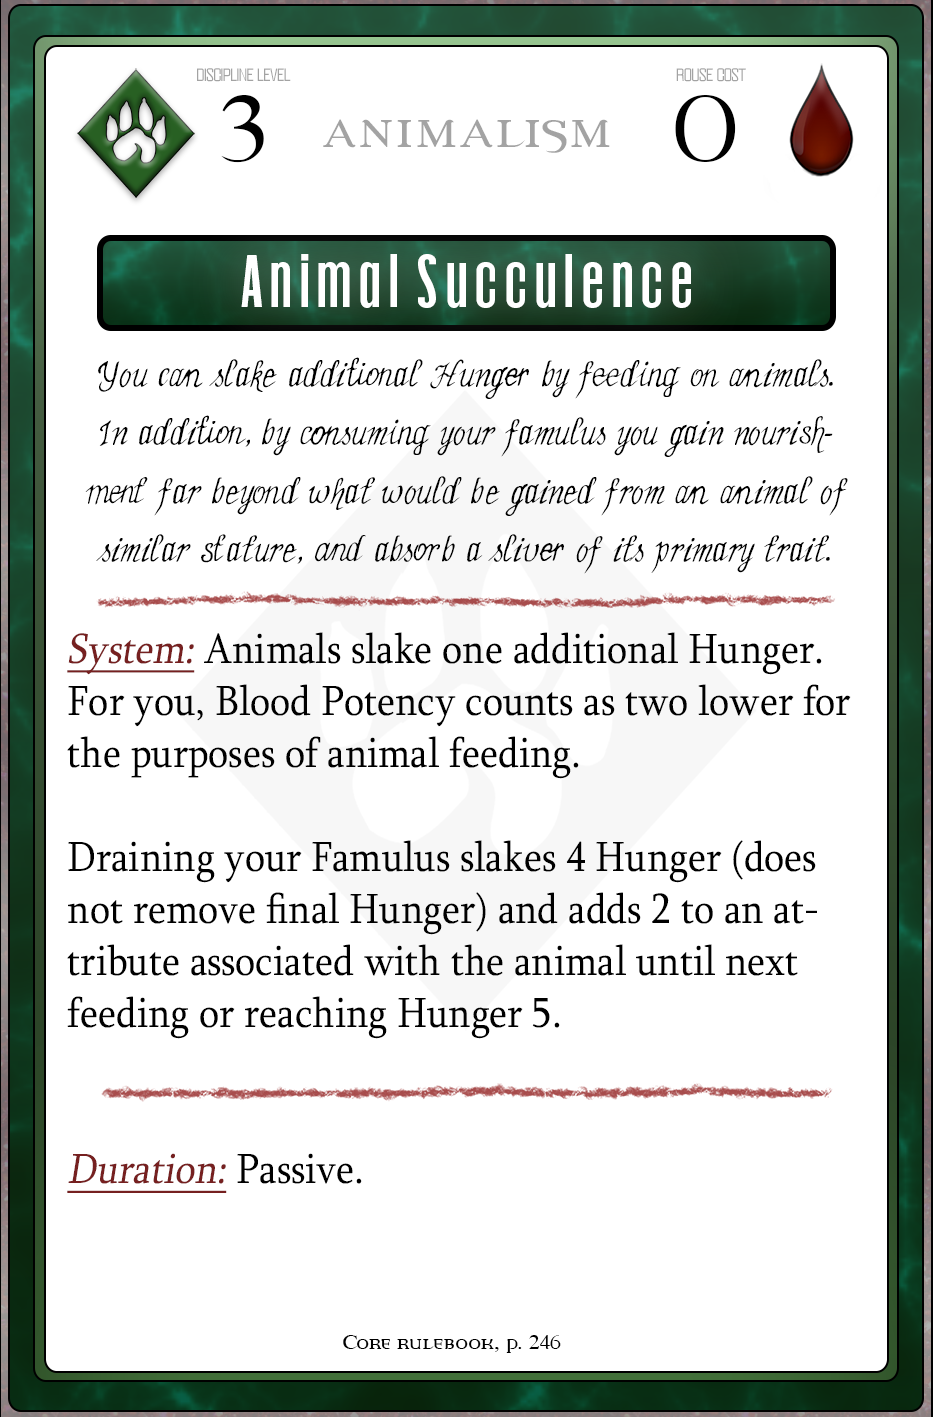 DISCIPLINE LEVEL
ROUSE COST
3
ANIMALISM
0
Animal Succulence
You can slake additional Hunger by feeding on animals.
In addition, by consuming your famulus you gain nourish-
ment far beyond what would be gained from an animal of
similar stature, and absorb a sliver of its primary trait.
System: Animals slake one additional Hunger.
For you, Blood Potency counts as two lower for
the purposes of animal feeding.
Draining your Famulus slakes 4 Hunger (does
not remove final Hunger) and adds 2 to an at-
tribute associated with the animal until next
feeding or reaching Hunger 5.
Duration: Passive.
Core rulebook, p. 246